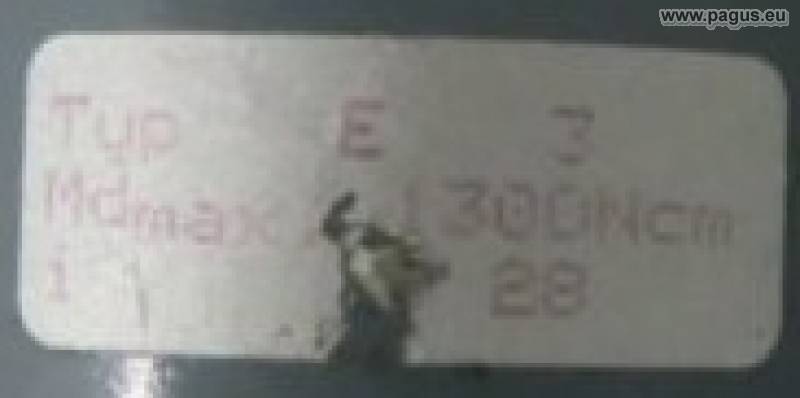 www.pagus.eu
Typ E 3
Mdmax 1300Ncm
i 28